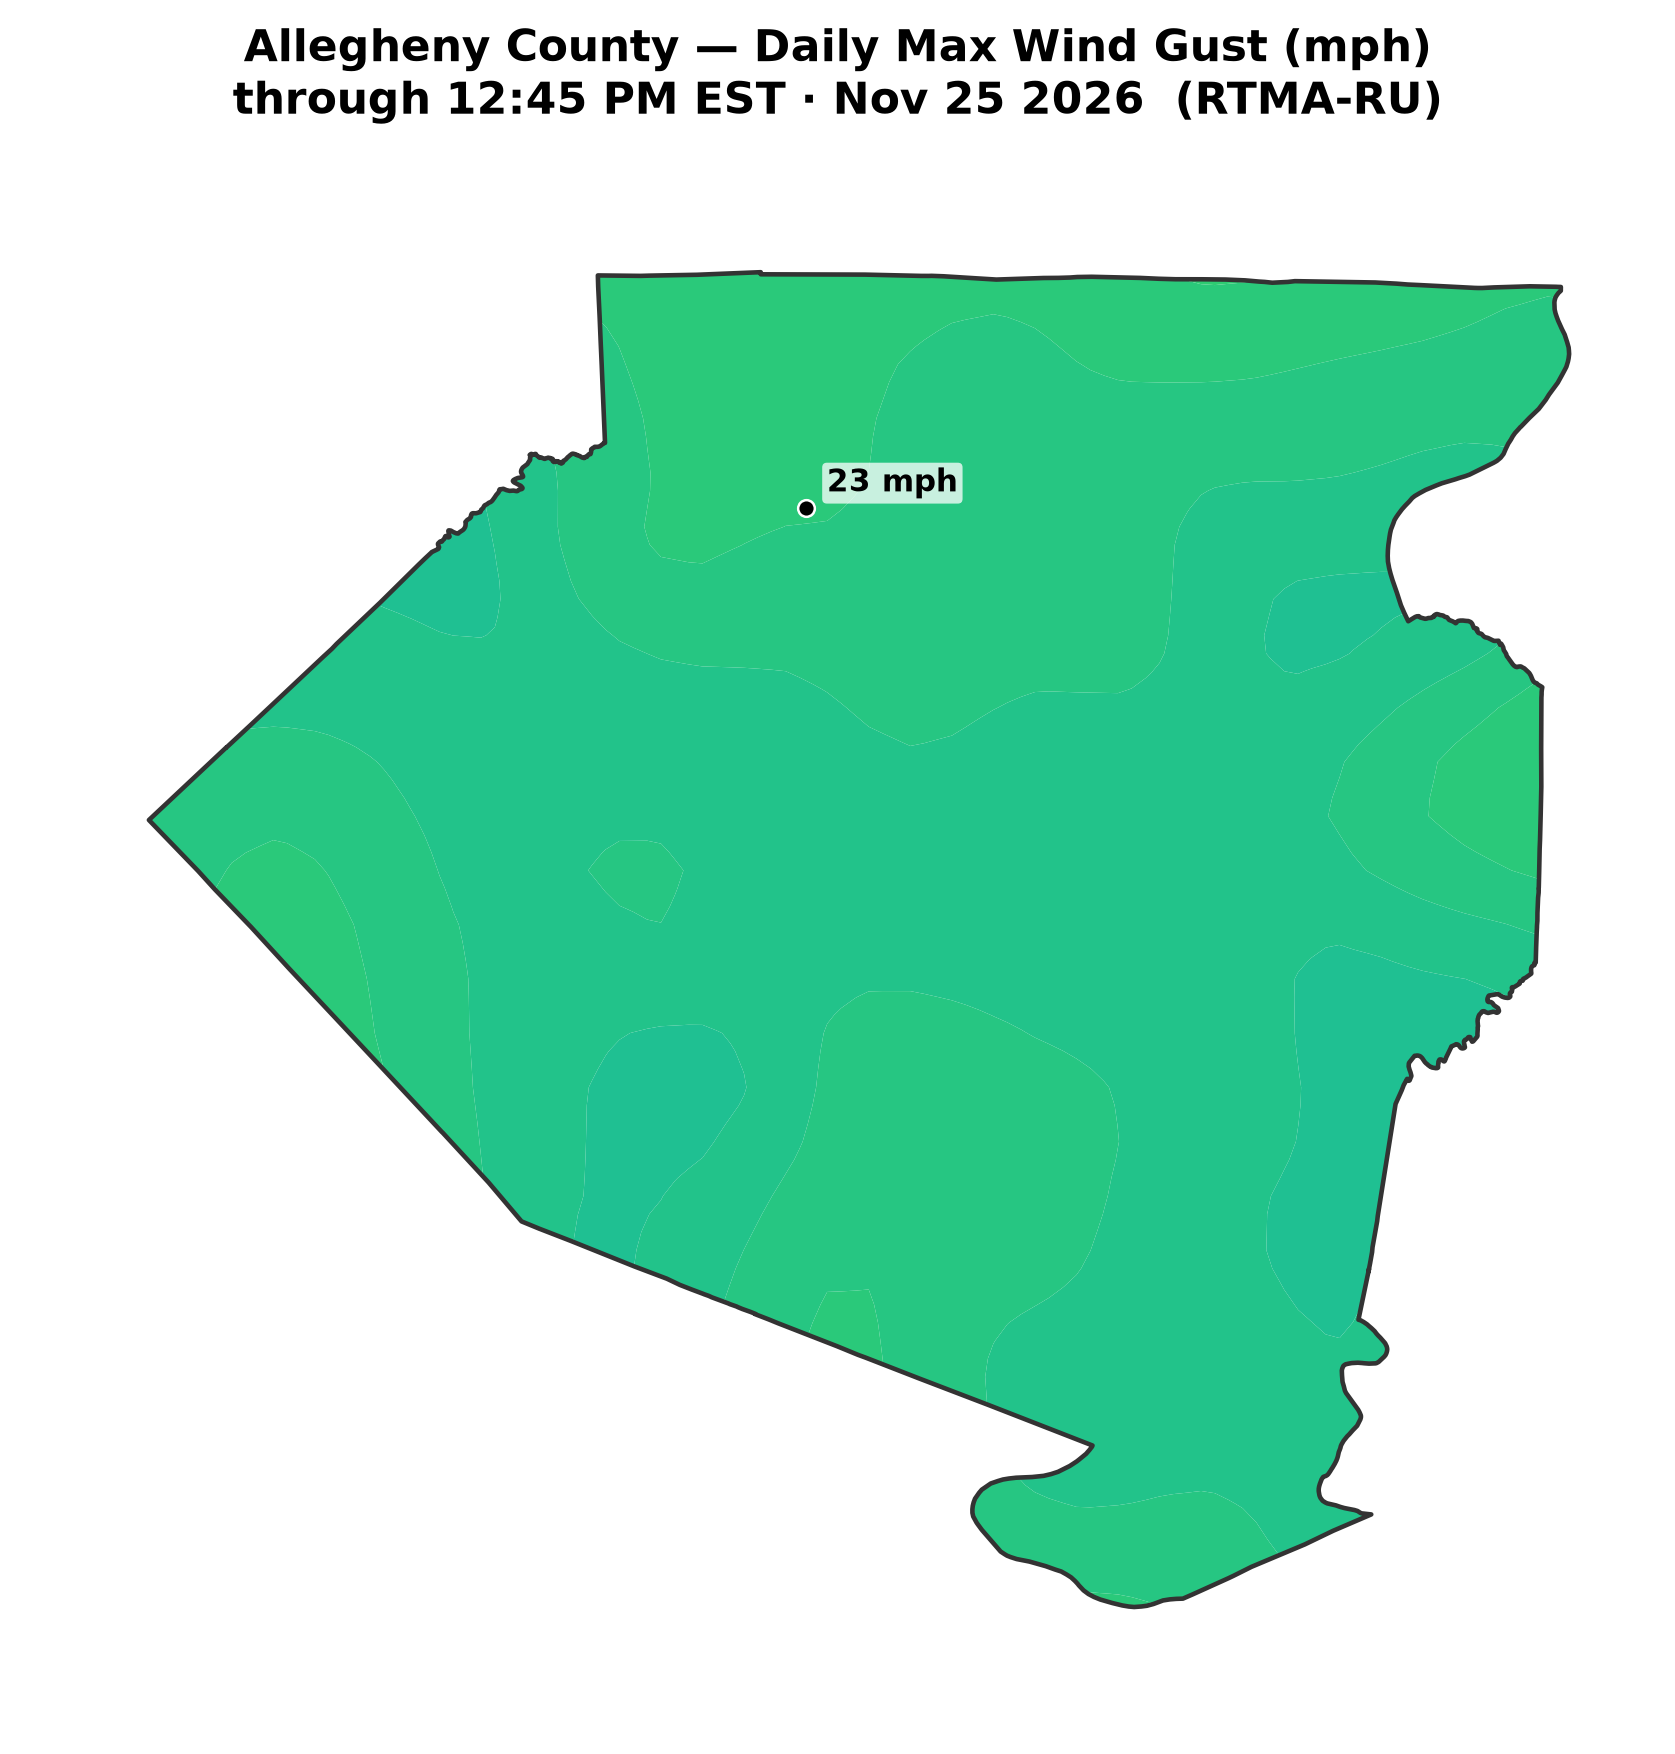 Allegheny County — Daily Max Wind Gust (mph)
through 12:45 PM EST · Nov 25 2026  (RTMA-RU)
23 mph